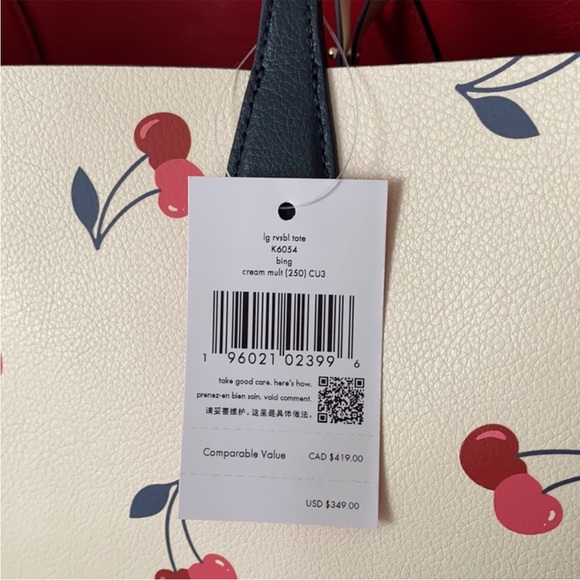 lg rvsbl tote
K6054
bing
cream mult (250) CU3
1 96021 02399 6
take good care. here's how.
prenez-en bien soin. void comment.
请妥善维护。这里是具体做法。
Comparable Value CAD $419.00
USD $349.00